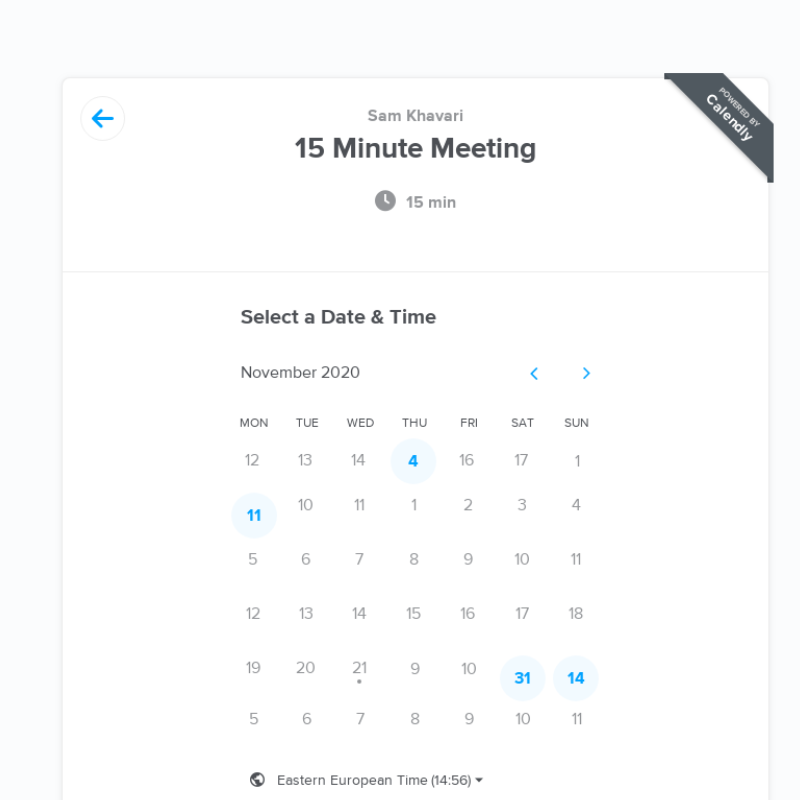 POWERED BY
Calendly
Sam Khavari
15 Minute Meeting
15 min
Select a Date & Time
November 2020
MON TUE WED THU FRI SAT SUN
12 13 14 4 16 17 1
11 10 11 1 2 3 4
5 6 7 8 9 10 11
12 13 14 15 16 17 18
19 20 21 9 10 31 14
5 6 7 8 9 10 11
Eastern European Time (14:56)